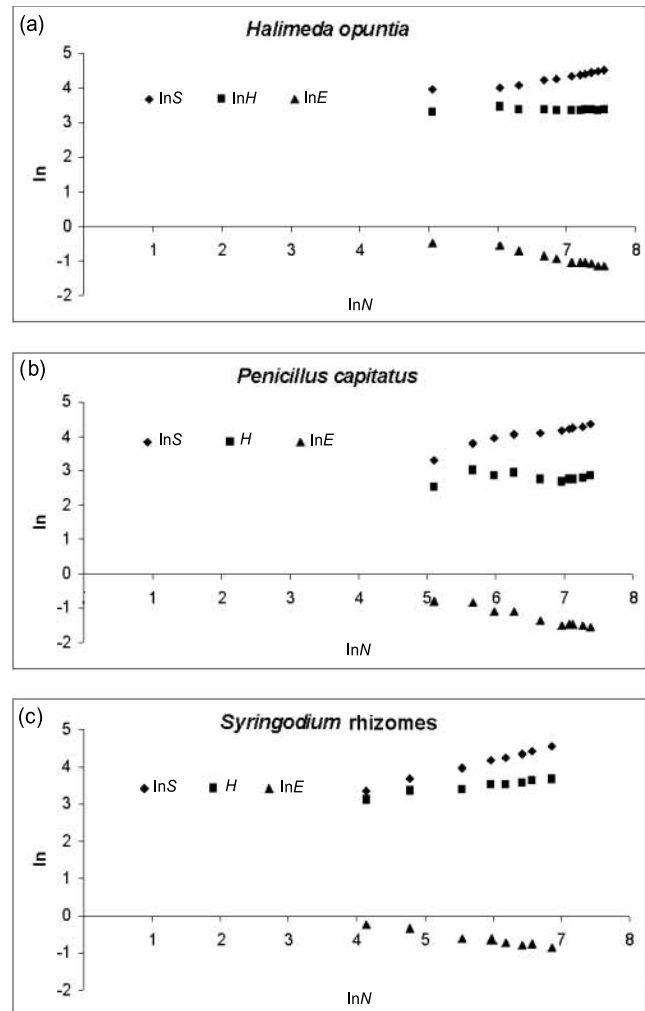 (a)
Halimeda opuntia
5
4
3
2
1
0
-1
-2
ln
lnS lnH lnE
1 2 3 4 5 6 7 8
lnN
(b)
Penicillus capitatus
5
4
3
2
1
0
-1
-2
ln
lnS H lnE
1 2 3 4 5 6 7 8
lnN
(c)
Syringodium rhizomes
5
4
3
2
1
0
-1
-2
ln
lnS H lnE
1 2 3 4 5 6 7 8
lnN